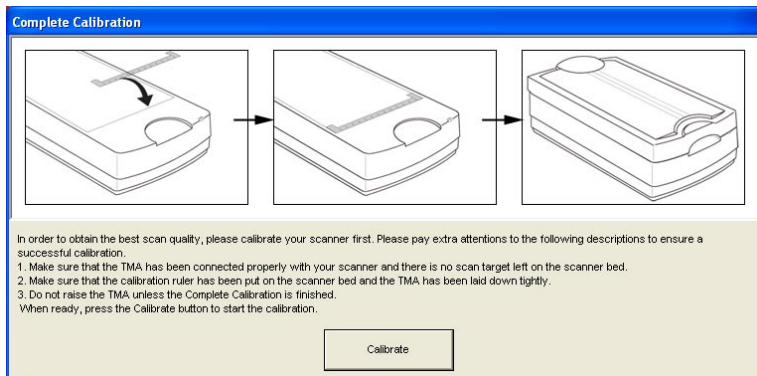 Complete Calibration
In order to obtain the best scan quality, please calibrate your scanner first. Please pay extra attentions to the following descriptions to ensure a
successful calibration.
1. Make sure that the TMA has been connected properly with your scanner and there is no scan target left on the scanner bed.
2. Make sure that the calibration ruler has been put on the scanner bed and the TMA has been laid down tightly.
3. Do not raise the TMA unless the Complete Calibration is finished.
When ready, press the Calibrate button to start the calibration.
Calibrate